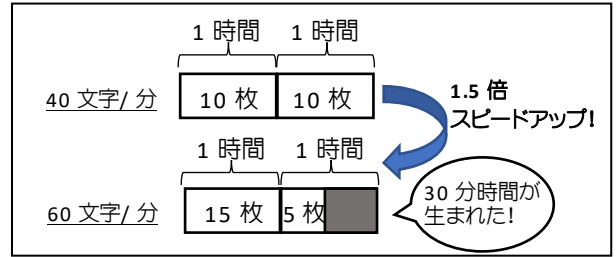 1 時間 1 時間
40 文字/ 分 10 枚 10 枚
1.5 倍
スピードアップ!
1 時間 1 時間
60 文字/ 分 15 枚 5 枚
30 分時間が
生まれた!